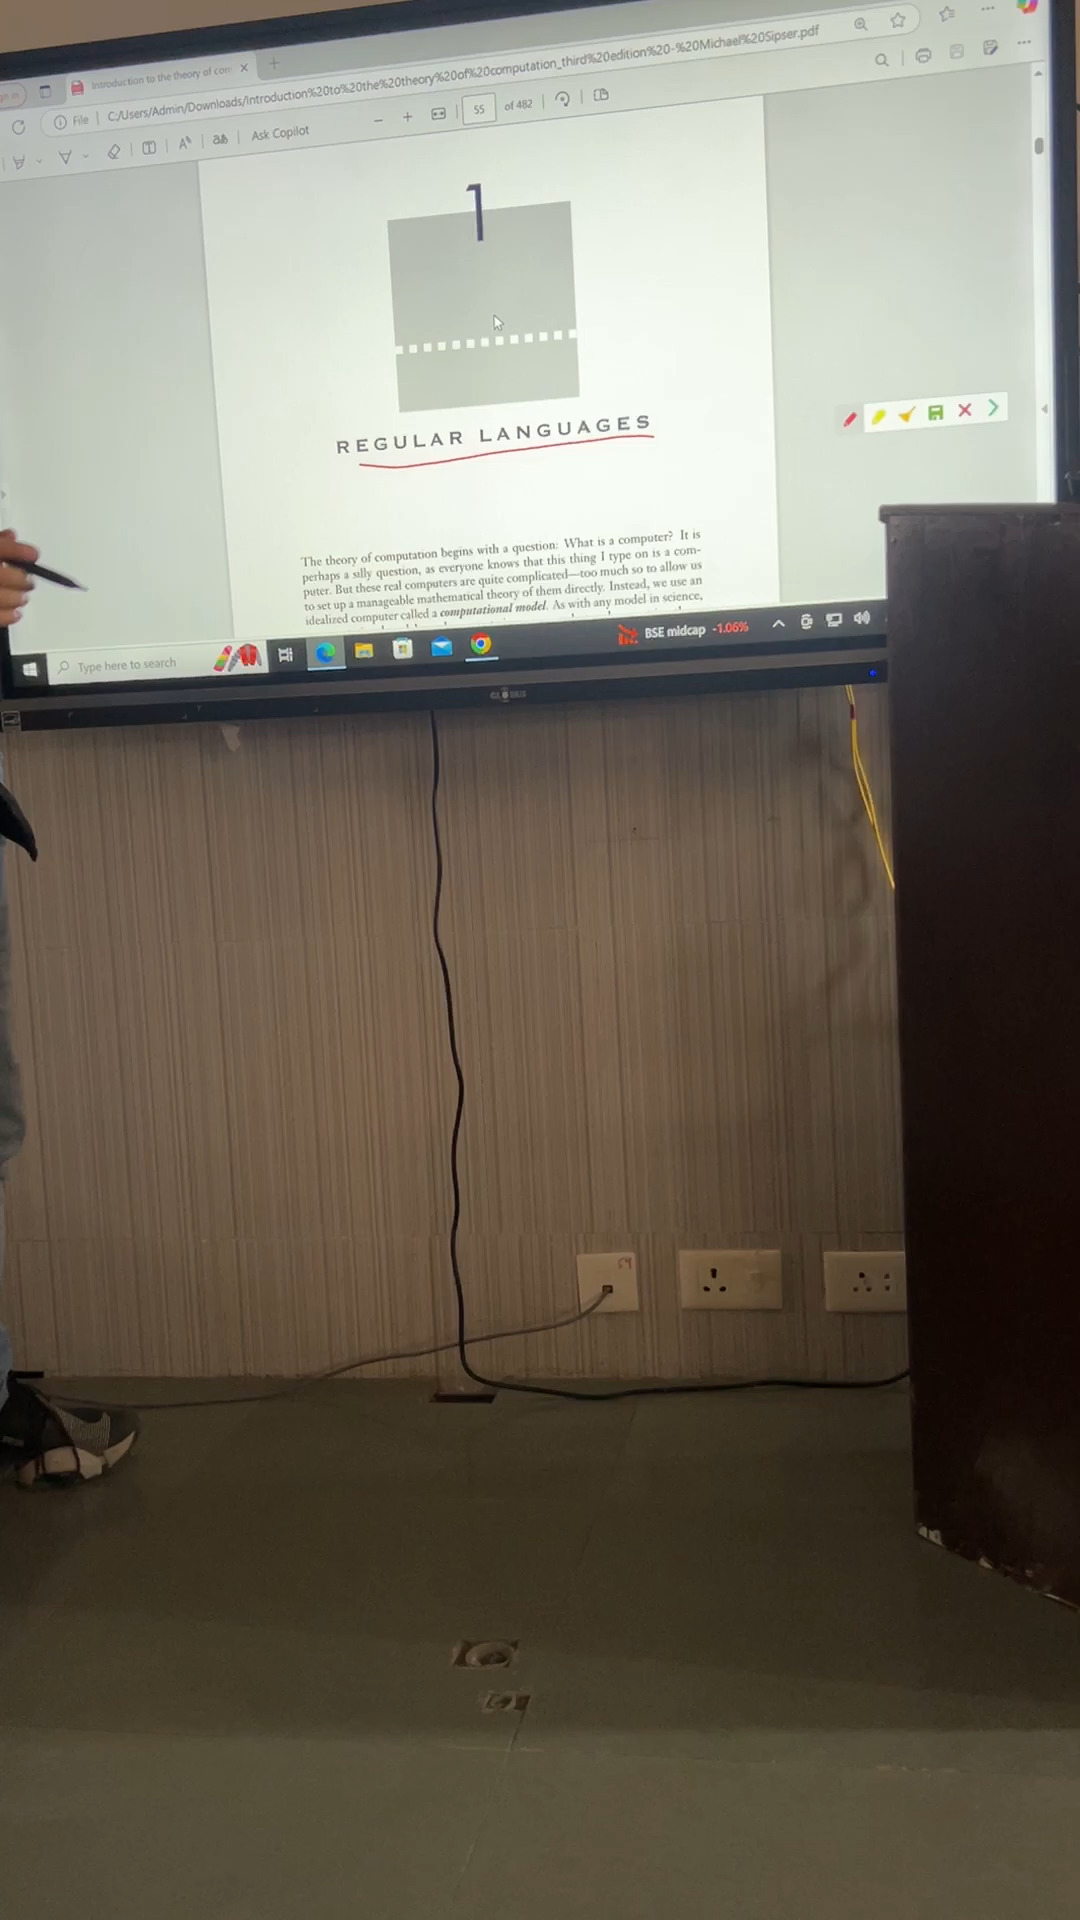 Introduction to the theory of com
File | C:/Users/Admin/Downloads/Introduction%20to%20the%20theory%20of%20computation_third%20edition%20-%20Michael%20Sipser.pdf
Ask Copilot
55 of 482
1
REGULAR LANGUAGES
The theory of computation begins with a question: What is a computer? It is
perhaps a silly question, as everyone knows that this thing I type on is a com-
puter. But these real computers are quite complicated—too much so to allow us
to set up a manageable mathematical theory of them directly. Instead, we use an
idealized computer called a computational model. As with any model in science,
Type here to search
BSE midcap -1.06%